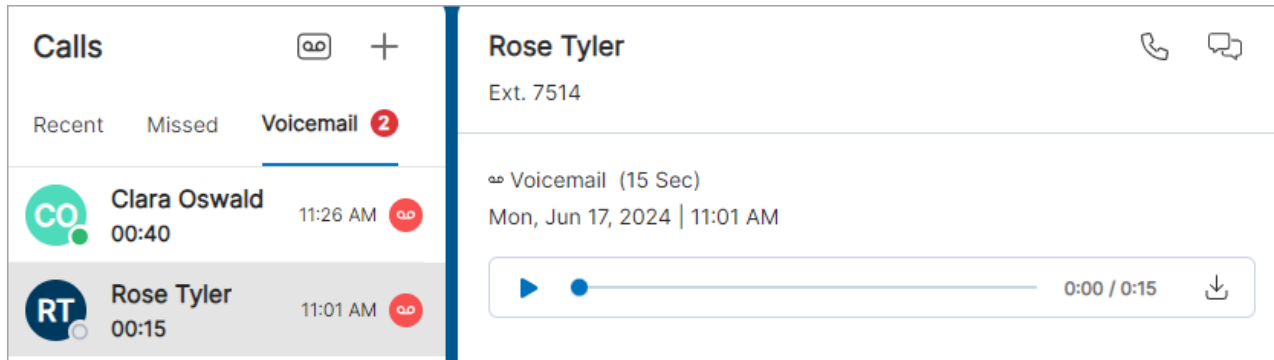 Calls
Recent Missed Voicemail 2
CO Clara Oswald 11:26 AM
00:40
RT Rose Tyler 11:01 AM
00:15
Rose Tyler
Ext. 7514
Voicemail (15 Sec)
Mon, Jun 17, 2024 | 11:01 AM
0:00 / 0:15